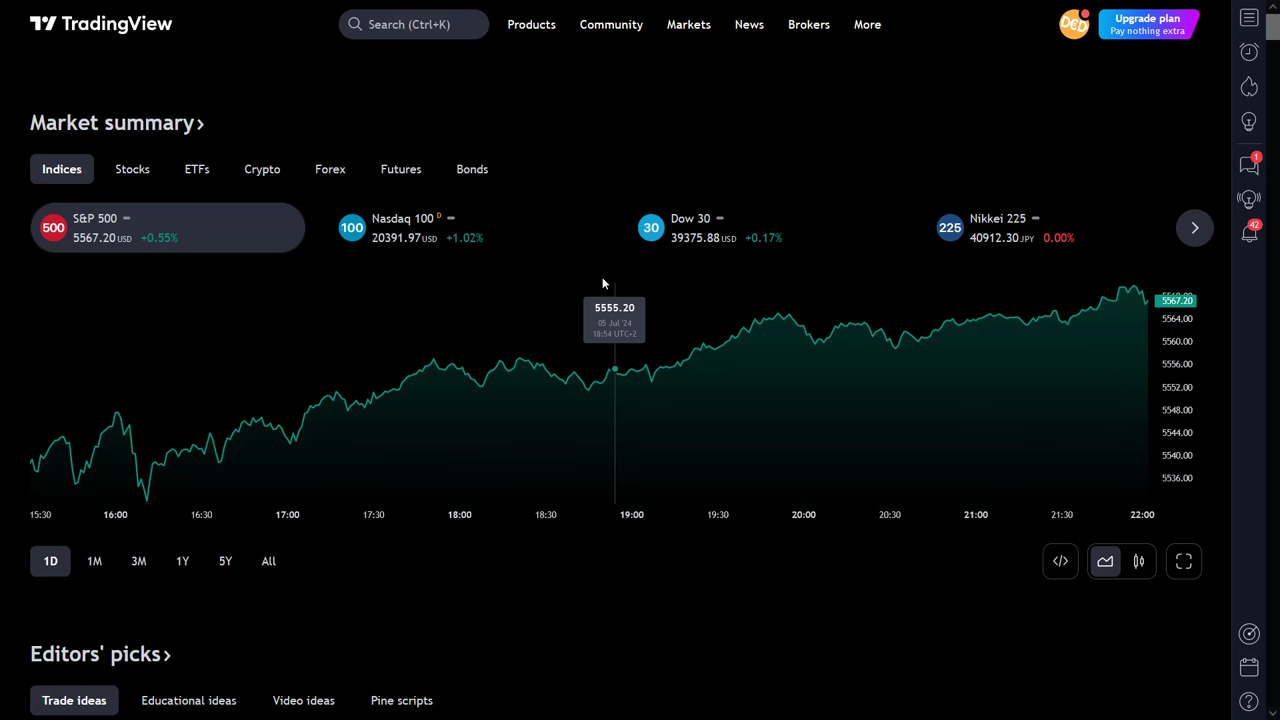 TradingView
Search (Ctrl+K)
Products
Community
Markets
News
Brokers
More
Upgrade plan
Pay nothing extra
Market summary
Indices
Stocks
ETFs
Crypto
Forex
Futures
Bonds
500
S&P 500
5567.20 USD +0.55%
100
Nasdaq 100 D
20391.97 USD +1.02%
30
Dow 30
39375.88 USD +0.17%
225
Nikkei 225
40912.30 JPY 0.00%
1
42
5555.20
05 Jul '24
18:54 UTC+2
5567.20
5564.00
5560.00
5556.00
5552.00
5548.00
5544.00
5540.00
5536.00
15:30 16:00 16:30 17:00 17:30 18:00 18:30 19:00 19:30 20:00 20:30 21:00 21:30 22:00
1D
1M
3M
1Y
5Y
All
Editors' picks
Trade ideas
Educational ideas
Video ideas
Pine scripts